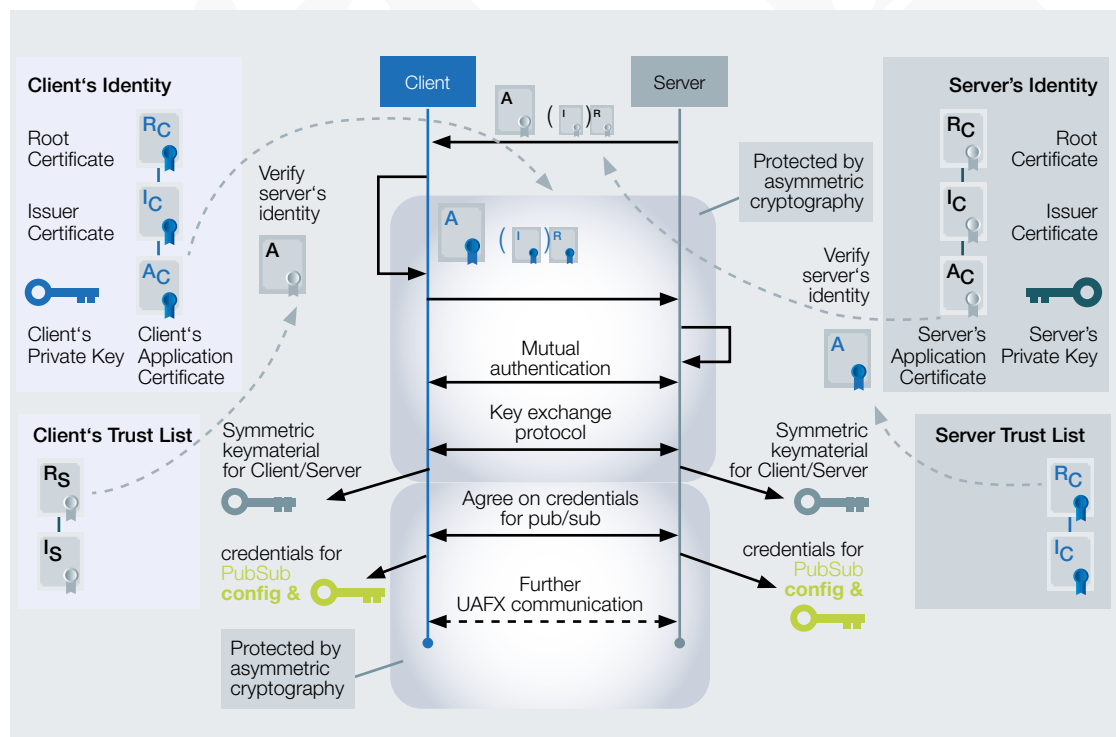 Client‘s Identity
Root
Certificate
Issuer
Certificate
Client‘s
Private Key
Client‘s
Application
Certificate
RC
IC
AC
Client's Trust List
RS
IS
Verify
server‘s
identity
A
Client
Server
A
( I ) R
A
( I ) R
Mutual
authentication
Key exchange
protocol
Agree on credentials
for pub/sub
Further
UAFX communication
Symmetric
keymaterial
for Client/Server
credentials for
PubSub
config &
Protected by
asymmetric
cryptography
Protected by
asymmetric
cryptography
Verify
server‘s
identity
A
Symmetric
keymaterial
for Client/Server
credentials for
PubSub
config &
Server’s Identity
RC
IC
AC
Root
Certificate
Issuer
Certificate
Server’s
Application
Certificate
Server’s
Private Key
Server Trust List
RC
IC